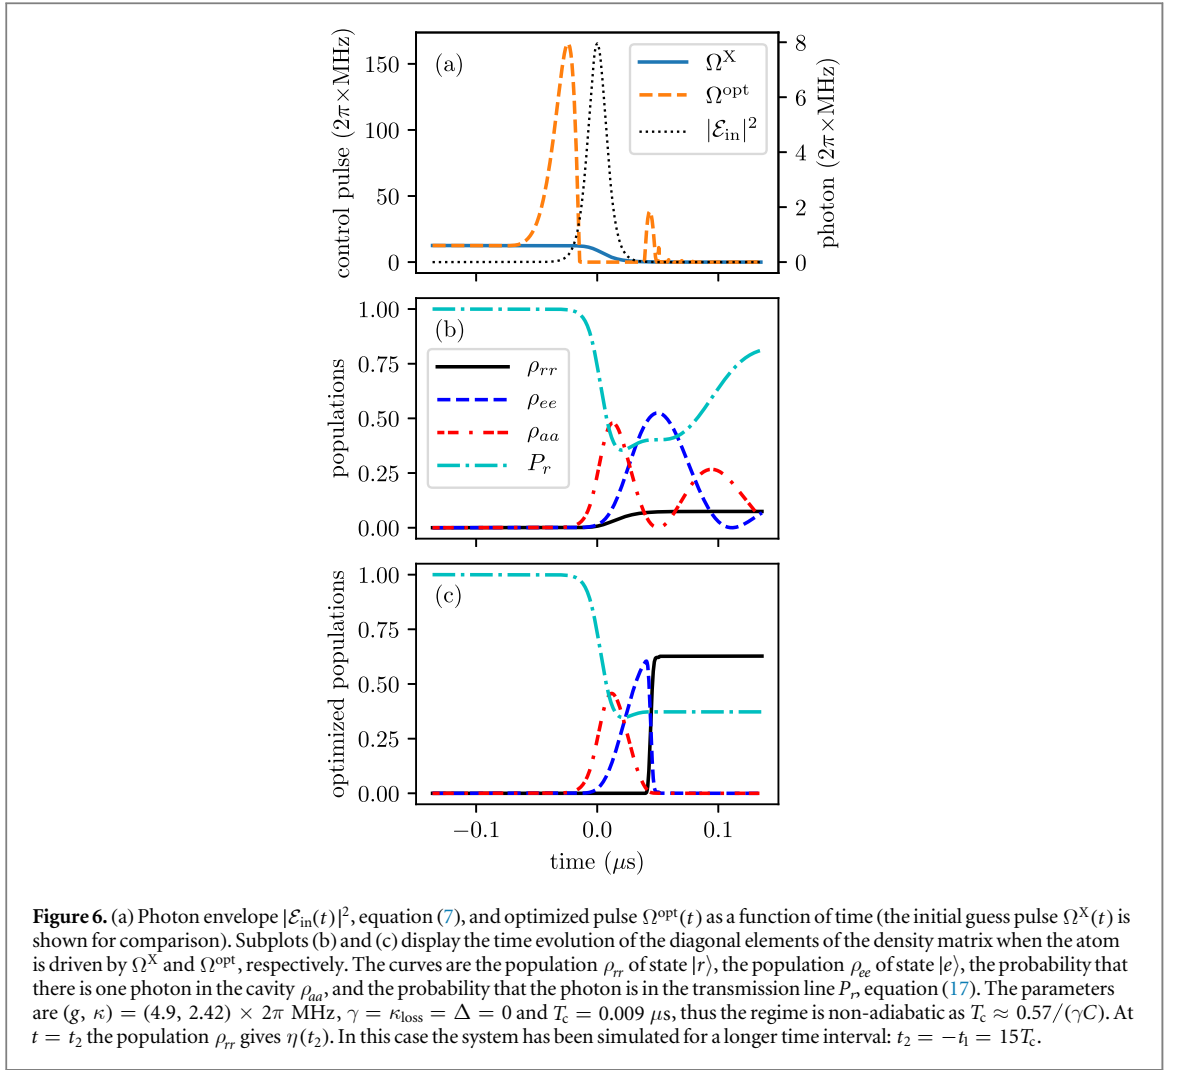 control pulse (2π×MHz)
150
100
50
0
(a)
Ω^X
Ω^opt
|ℰ_in|²
8
6
4
2
0
photon (2π×MHz)
populations
1.00
0.75
0.50
0.25
0.00
(b)
ρ_rr
ρ_ee
ρ_aa
P_r
optimized populations
1.00
0.75
0.50
0.25
0.00
(c)
−0.1
0.0
0.1
time (μs)
Figure 6. (a) Photon envelope |ℰ_in(t)|², equation (7), and optimized pulse Ω^opt(t) as a function of time (the initial guess pulse Ω^X(t) is
shown for comparison). Subplots (b) and (c) display the time evolution of the diagonal elements of the density matrix when the atom
is driven by Ω^X and Ω^opt, respectively. The curves are the population ρ_rr of state |r⟩, the population ρ_ee of state |e⟩, the probability that
there is one photon in the cavity ρ_aa, and the probability that the photon is in the transmission line P_r, equation (17). The parameters
are (g, κ) = (4.9, 2.42) × 2π MHz, γ = κ_loss = Δ = 0 and T_c = 0.009 μs, thus the regime is non-adiabatic as T_c ≈ 0.57/(γC). At
t = t₂ the population ρ_rr gives η(t₂). In this case the system has been simulated for a longer time interval: t₂ = −t₁ = 15T_c.